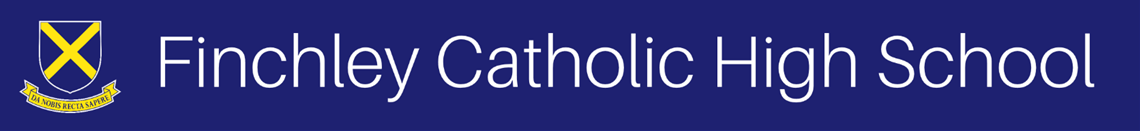 Finchley Catholic High School
DA NOBIS RECTA SAPERE